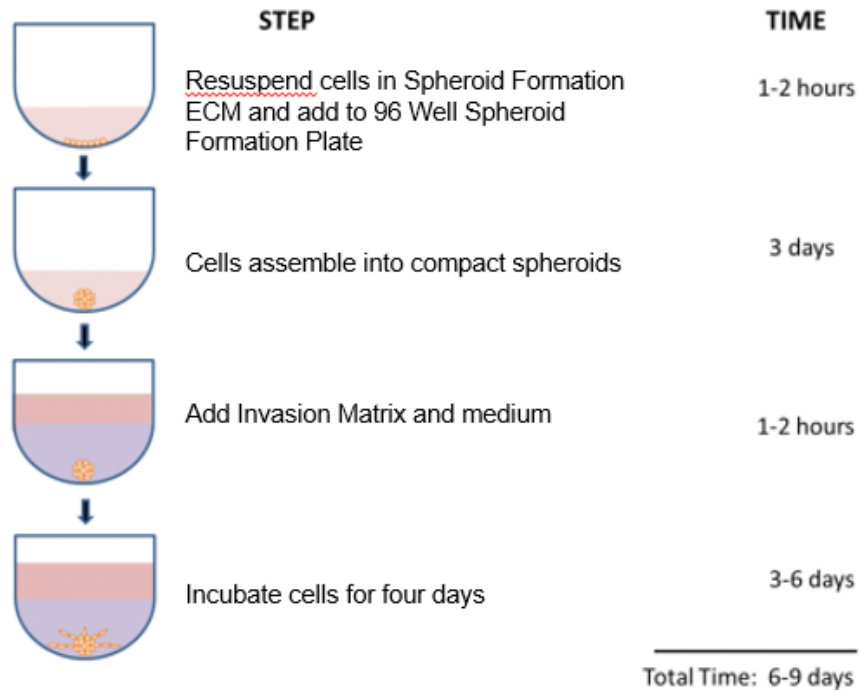 STEP TIME
Resuspend cells in Spheroid Formation
ECM and add to 96 Well Spheroid
Formation Plate
1-2 hours
Cells assemble into compact spheroids
3 days
Add Invasion Matrix and medium
1-2 hours
Incubate cells for four days
3-6 days
Total Time: 6-9 days